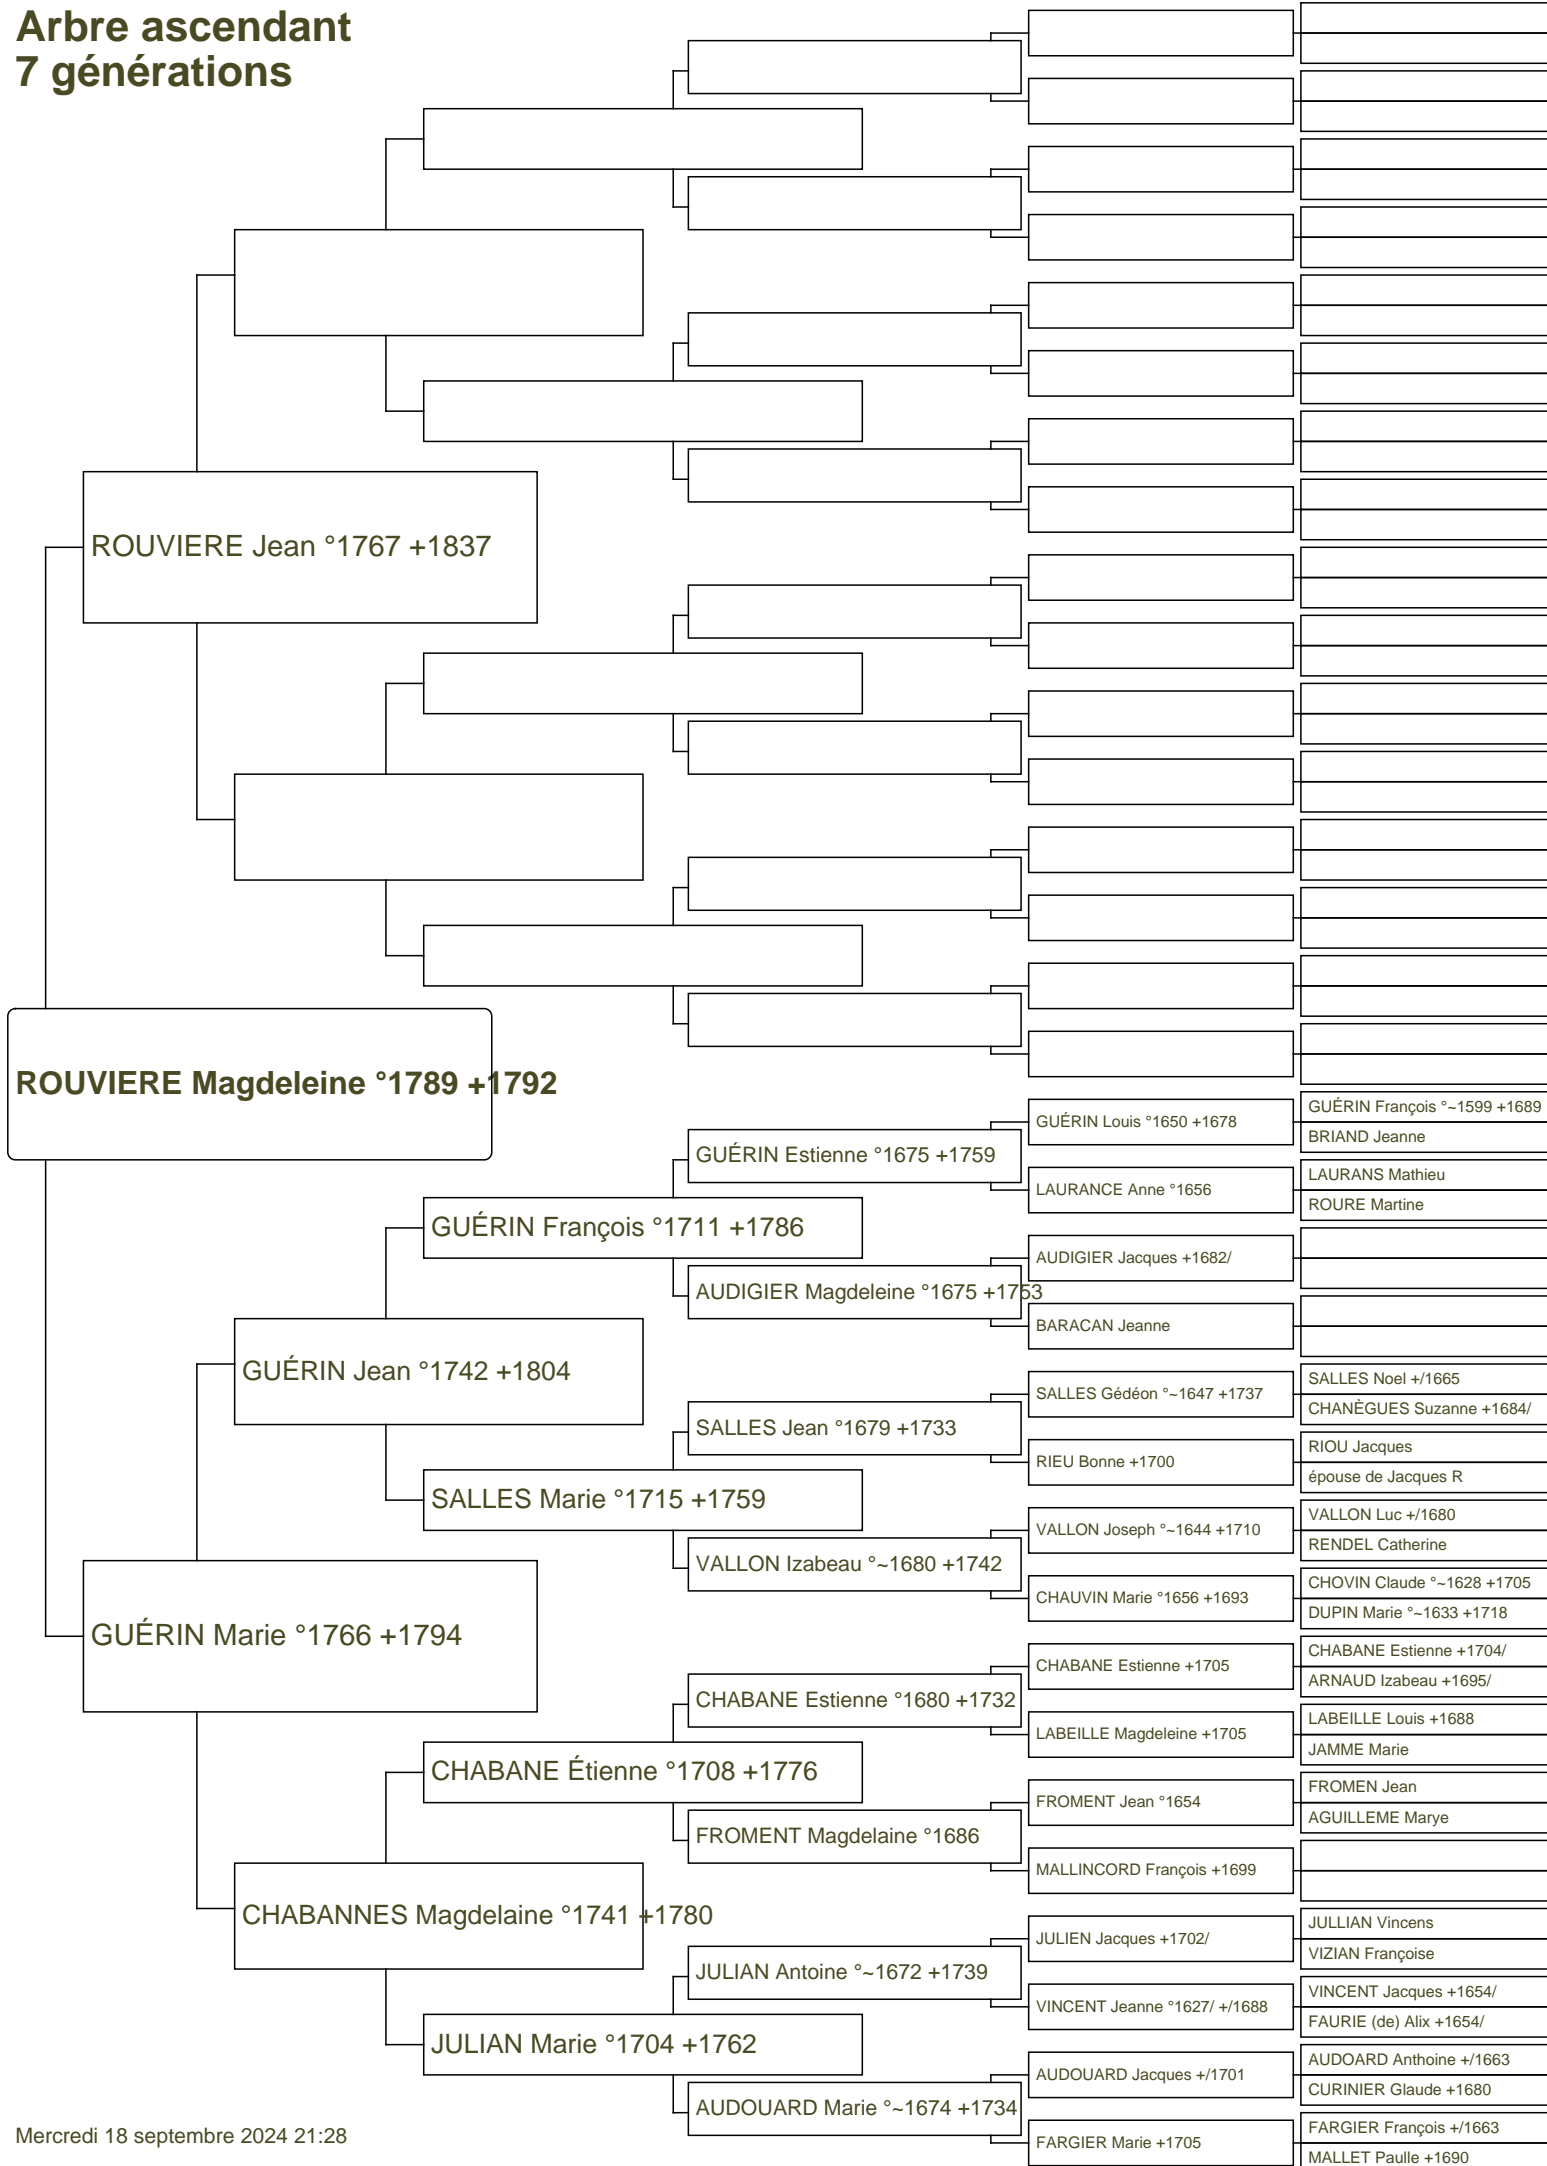 Arbre ascendant
7 générations
ROUVIERE Jean °1767 +1837
ROUVIERE Magdeleine °1789 +1792
GUÉRIN Marie °1766 +1794
GUÉRIN Jean °1742 +1804
CHABANNES Magdelaine °1741 +1780
GUÉRIN François °1711 +1786
SALLES Marie °1715 +1759
CHABANE Étienne °1708 +1776
JULIAN Marie °1704 +1762
GUÉRIN Estienne °1675 +1759
AUDIGIER Magdeleine °1675 +1753
SALLES Jean °1679 +1733
VALLON Izabeau °~1680 +1742
CHABANE Estienne °1680 +1732
FROMENT Magdelaine °1686
JULIAN Antoine °~1672 +1739
AUDOUARD Marie °~1674 +1734
GUÉRIN Louis °1650 +1678
LAURANCE Anne °1656
AUDIGIER Jacques +1682/
BARACAN Jeanne
SALLES Gédéon °~1647 +1737
RIEU Bonne +1700
VALLON Joseph °~1644 +1710
CHAUVIN Marie °1656 +1693
CHABANE Estienne +1705
LABEILLE Magdeleine +1705
FROMENT Jean °1654
MALLINCORD François +1699
JULIEN Jacques +1702/
VINCENT Jeanne °1627/ +/1688
AUDOUARD Jacques +/1701
FARGIER Marie +1705
GUÉRIN François °~1599 +1689
BRIAND Jeanne
LAURANS Mathieu
ROURE Martine
SALLES Noel +/1665
CHANÈGUES Suzanne +1684/
RIOU Jacques
épouse de Jacques R
VALLON Luc +/1680
RENDEL Catherine
CHOVIN Claude °~1628 +1705
DUPIN Marie °~1633 +1718
CHABANE Estienne +1704/
ARNAUD Izabeau +1695/
LABEILLE Louis +1688
JAMME Marie
FROMEN Jean
AGUILLEME Marye
JULLIAN Vincens
VIZIAN Françoise
VINCENT Jacques +1654/
FAURIE (de) Alix +1654/
AUDOARD Anthoine +/1663
CURINIER Glaude +1680
FARGIER François +/1663
MALLET Paulle +1690
Mercredi 18 septembre 2024 21:28